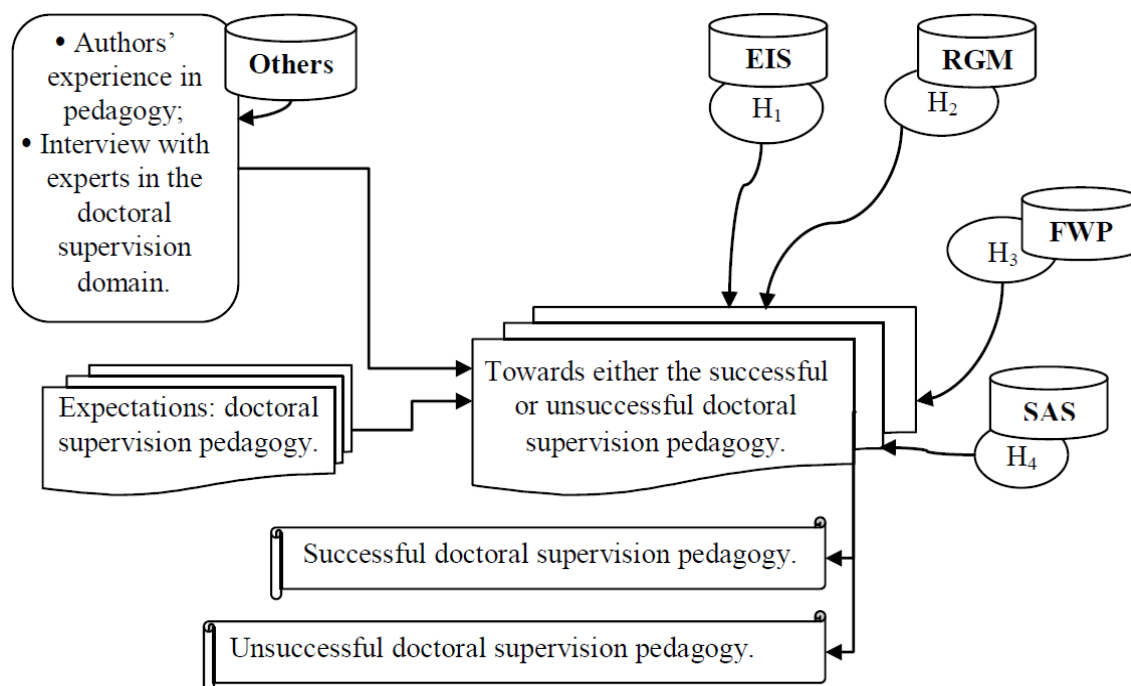 • Authors’
experience in
pedagogy;
• Interview with
experts in the
doctoral
supervision
domain.
Others
EIS
H₁
RGM
H₂
FWP
H₃
SAS
H₄
Expectations: doctoral
supervision pedagogy.
Towards either the successful
or unsuccessful doctoral
supervision pedagogy.
Successful doctoral supervision pedagogy.
Unsuccessful doctoral supervision pedagogy.